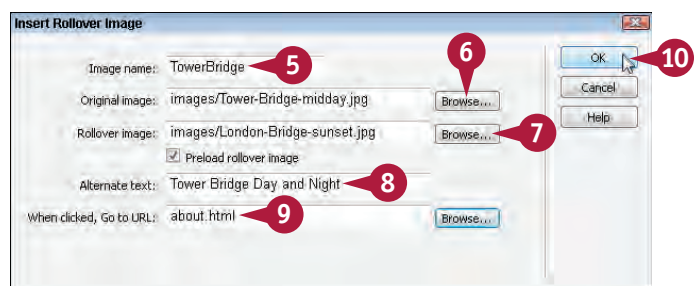 Insert Rollover Image
Image name: TowerBridge 5
Original image: images/Tower-Bridge-midday.jpg Browse... 6
Rollover image: images/London-Bridge-sunset.jpg Browse... 7
Preload rollover image
Alternate text: Tower Bridge Day and Night 8
When clicked, Go to URL: about.html 9 Browse...
OK 10
Cancel
Help